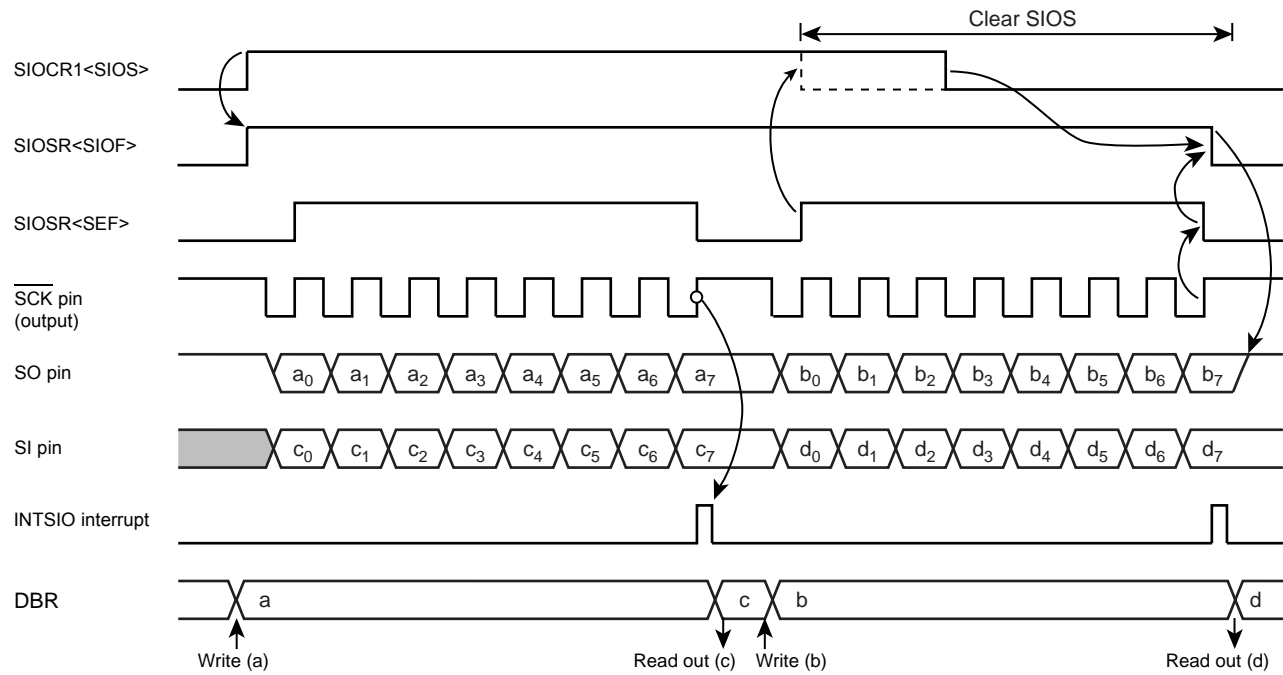 Clear SIOS
SIOCR1<SIOS>
SIOSR<SIOF>
SIOSR<SEF>
SCK pin
(output)
SO pin
a0 a1 a2 a3 a4 a5 a6 a7 b0 b1 b2 b3 b4 b5 b6 b7
SI pin
c0 c1 c2 c3 c4 c5 c6 c7 d0 d1 d2 d3 d4 d5 d6 d7
INTSIO interrupt
DBR a c b d
Write (a) Read out (c) Write (b) Read out (d)